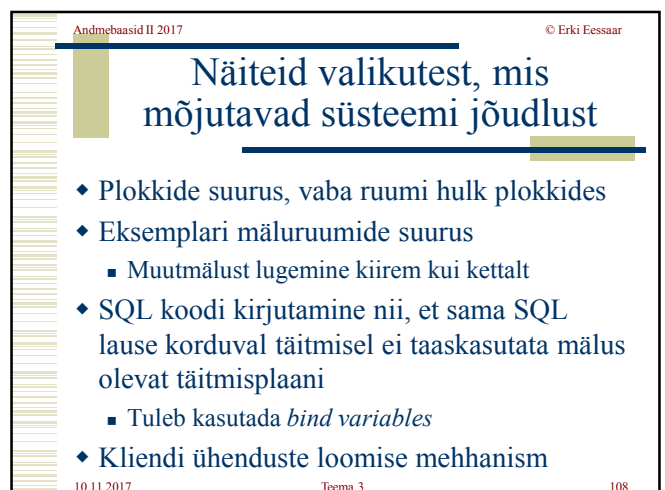 Andmebaasid II 2017 © Erki Eessaar
Näiteid valikutest, mis
mõjutavad süsteemi jõudlust
Plokkide suurus, vaba ruumi hulk plokkides
Eksemplari mäluruumide suurus
Muutmälust lugemine kiirem kui kettalt
SQL koodi kirjutamine nii, et sama SQL
lause korduval täitmisel ei taaskasutata mälus
olevat täitmisplaani
Tuleb kasutada bind variables
Kliendi ühenduste loomise mehhanism
10.11.2017 Teema 3 108